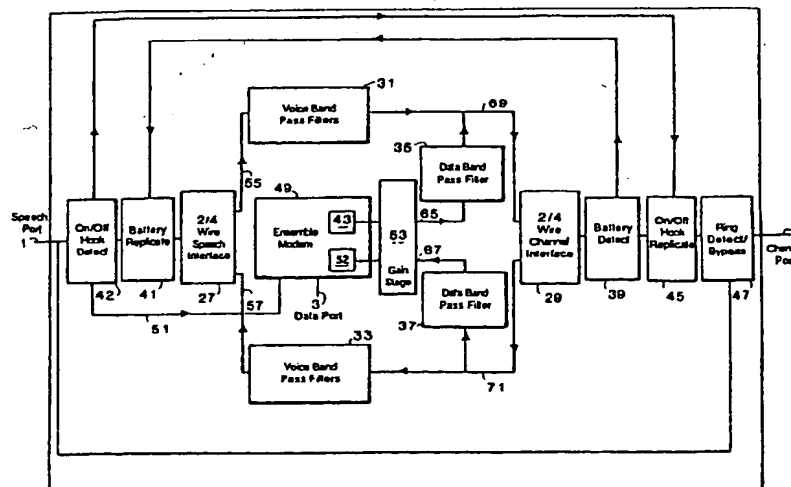 31
Voice Band
Pass Filters
69
35
Data Band
Pass Filter
55
49
Ensemble
Modem
43
52
65
53
Gain
Stage
67
Speech
Port
1
On/Off
Hook
Detect
42
Battery
Replicate
41
2/4
Wire
Speech
Interface
27
57
51
3
Data Port
Data Band
Pass Filter
37
33
Voice Band
Pass Filters
71
2/4
Wire
Channel
Interface
29
Battery
Detect
39
On/Off
Hook
Replicate
45
Ring
Detect/
Bypass
47
Port